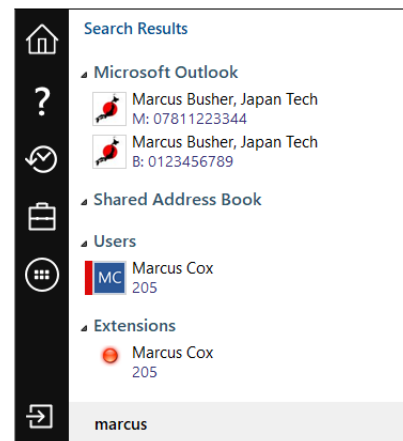 Search Results
Microsoft Outlook
Marcus Busher, Japan Tech
M: 07811223344
Marcus Busher, Japan Tech
B: 0123456789
Shared Address Book
Users
MC
Marcus Cox
205
Extensions
Marcus Cox
205
marcus